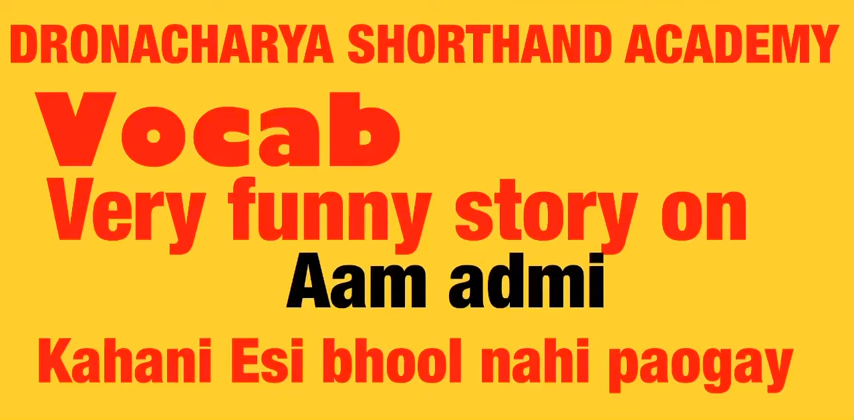 DRONACHARYA SHORTHAND ACADEMY
Vocab
Very funny story on
Aam admi
Kahani Esi bhool nahi paogay